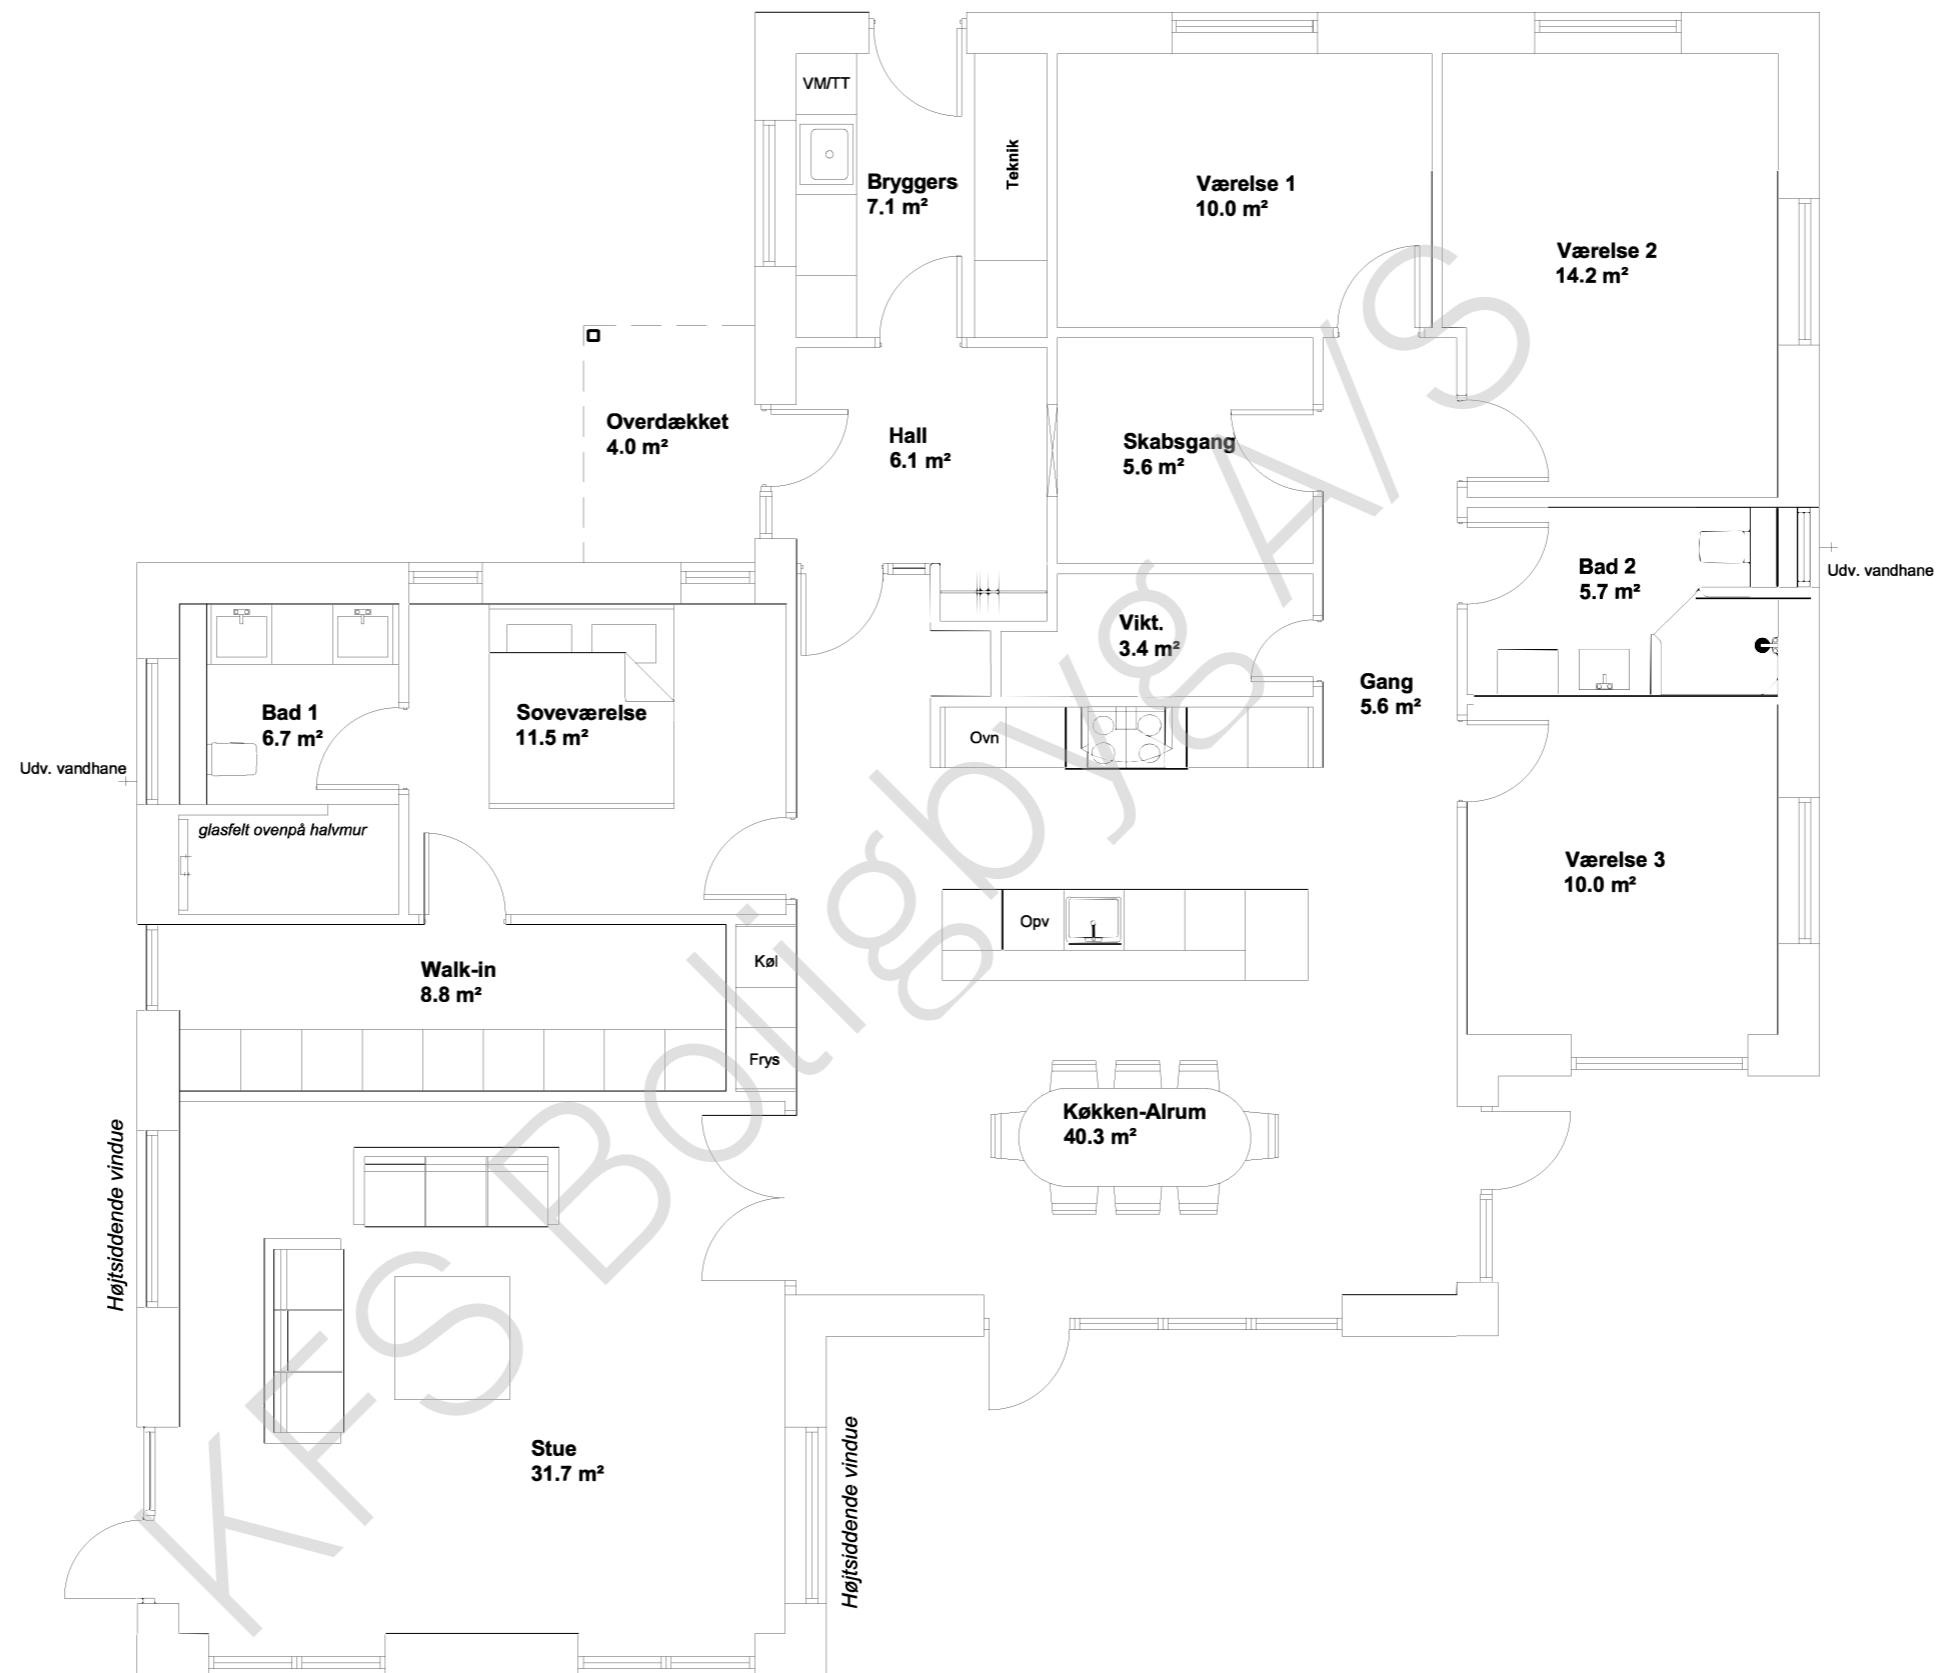 VM/TT
Teknik
Bryggers
7.1 m²
Værelse 1
10.0 m²
Værelse 2
14.2 m²
Overdækket
4.0 m²
Hall
6.1 m²
Skabsgang
5.6 m²
Bad 2
5.7 m²
Udv. vandhane
Vikt.
3.4 m²
Gang
5.6 m²
Bad 1
6.7 m²
Soveværelse
11.5 m²
Ovn
Udv. vandhane
glasfelt ovenpå halvmur
Værelse 3
10.0 m²
Opv
Walk-in
8.8 m²
Køl
Frys
Køkken-Alrum
40.3 m²
Højtsiddende vindue
Stue
31.7 m²
Højtsiddende vindue
KFS Boligbyg A/S